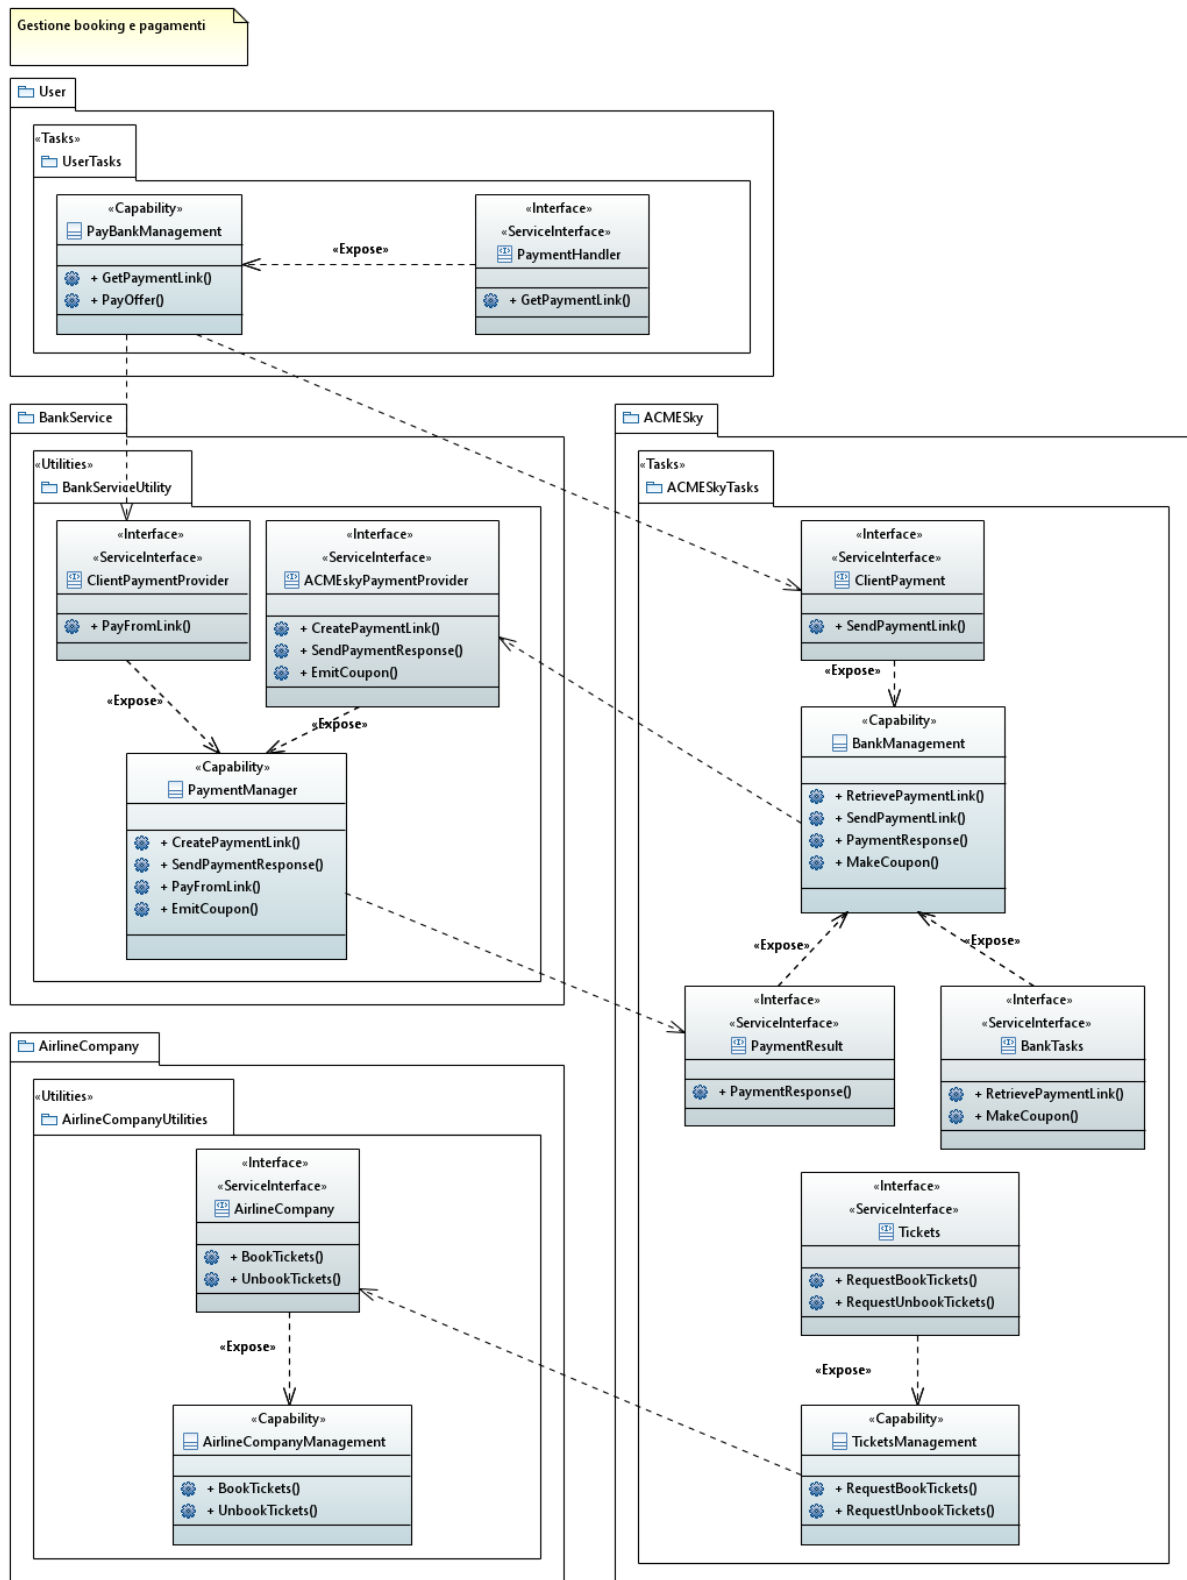 Gestione booking e pagamenti
User
«Tasks»
UserTasks
«Capability»
PayBankManagement
+ GetPaymentLink()
+ PayOffer()
«Expose»
«Interface»
«ServiceInterface»
PaymentHandler
+ GetPaymentLink()
BankService
«Utilities»
BankServiceUtility
«Interface»
«ServiceInterface»
ClientPaymentProvider
+ PayFromLink()
«Interface»
«ServiceInterface»
ACMEskyPaymentProvider
+ CreatePaymentLink()
+ SendPaymentResponse()
+ EmitCoupon()
«Expose»
«Expose»
«Capability»
PaymentManager
+ CreatePaymentLink()
+ SendPaymentResponse()
+ PayFromLink()
+ EmitCoupon()
ACMESky
«Tasks»
ACMESkyTasks
«Interface»
«ServiceInterface»
ClientPayment
+ SendPaymentLink()
«Expose»
«Capability»
BankManagement
+ RetrievePaymentLink()
+ SendPaymentLink()
+ PaymentResponse()
+ MakeCoupon()
«Expose»
«Expose»
«Interface»
«ServiceInterface»
PaymentResult
+ PaymentResponse()
«Interface»
«ServiceInterface»
BankTasks
+ RetrievePaymentLink()
+ MakeCoupon()
«Interface»
«ServiceInterface»
Tickets
+ RequestBookTickets()
+ RequestUnbookTickets()
«Expose»
«Capability»
TicketsManagement
+ RequestBookTickets()
+ RequestUnbookTickets()
AirlineCompany
«Utilities»
AirlineCompanyUtilities
«Interface»
«ServiceInterface»
AirlineCompany
+ BookTickets()
+ UnbookTickets()
«Expose»
«Capability»
AirlineCompanyManagement
+ BookTickets()
+ UnbookTickets()